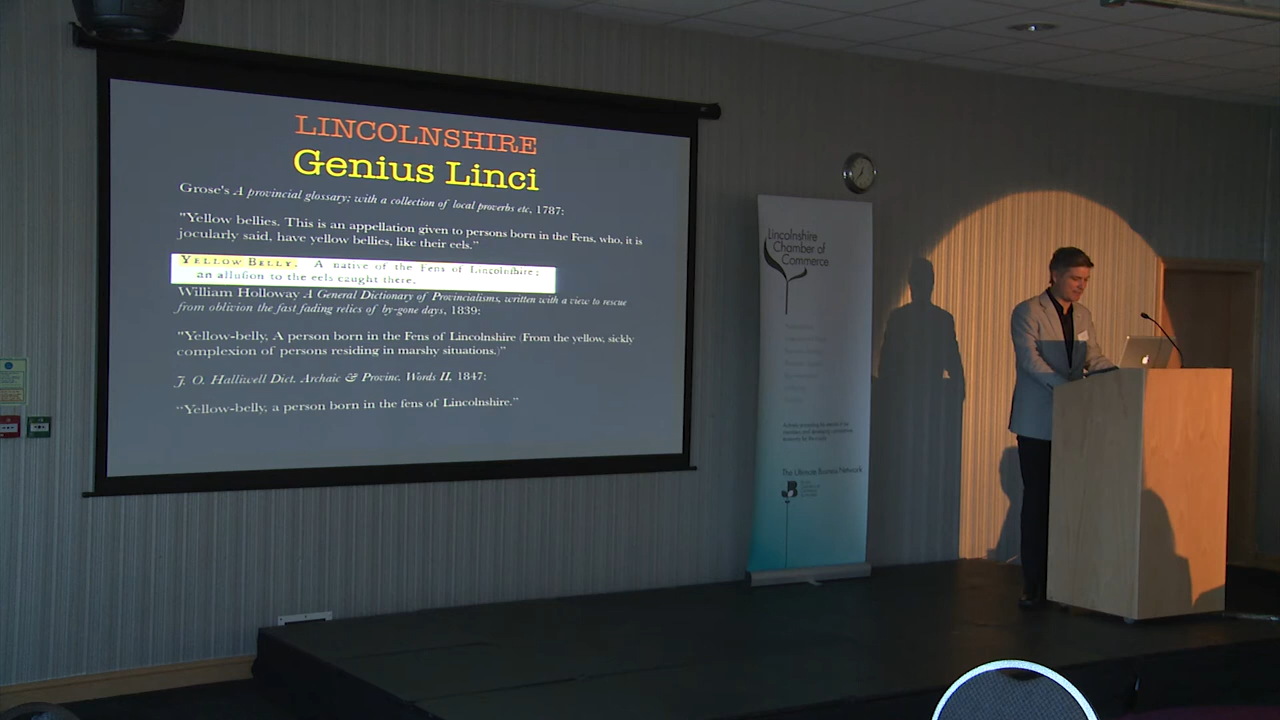 LINCOLNSHIRE
Genius Linci
Grose's A provincial glossary; with a collection of local proverbs etc, 1787:
"Yellow bellies. This is an appellation given to persons born in the Fens, who, it is
jocularly said, have yellow bellies, like their eels."
YELLOW BELLY. A native of the Fens of Lincolnſhire;
an alluſion to the eels caught there.
William Holloway A General Dictionary of Provincialisms, written with a view to rescue
from oblivion the fast fading relics of by-gone days, 1839:
"Yellow-belly, A person born in the Fens of Lincolnshire (From the yellow, sickly
complexion of persons residing in marshy situations.)"
J. O. Halliwell Dict. Archaic & Provinc. Words II, 1847:
"Yellow-belly, a person born in the fens of Lincolnshire."
Lincolnshire
Chamber of
Commerce
The Ultimate Business Network